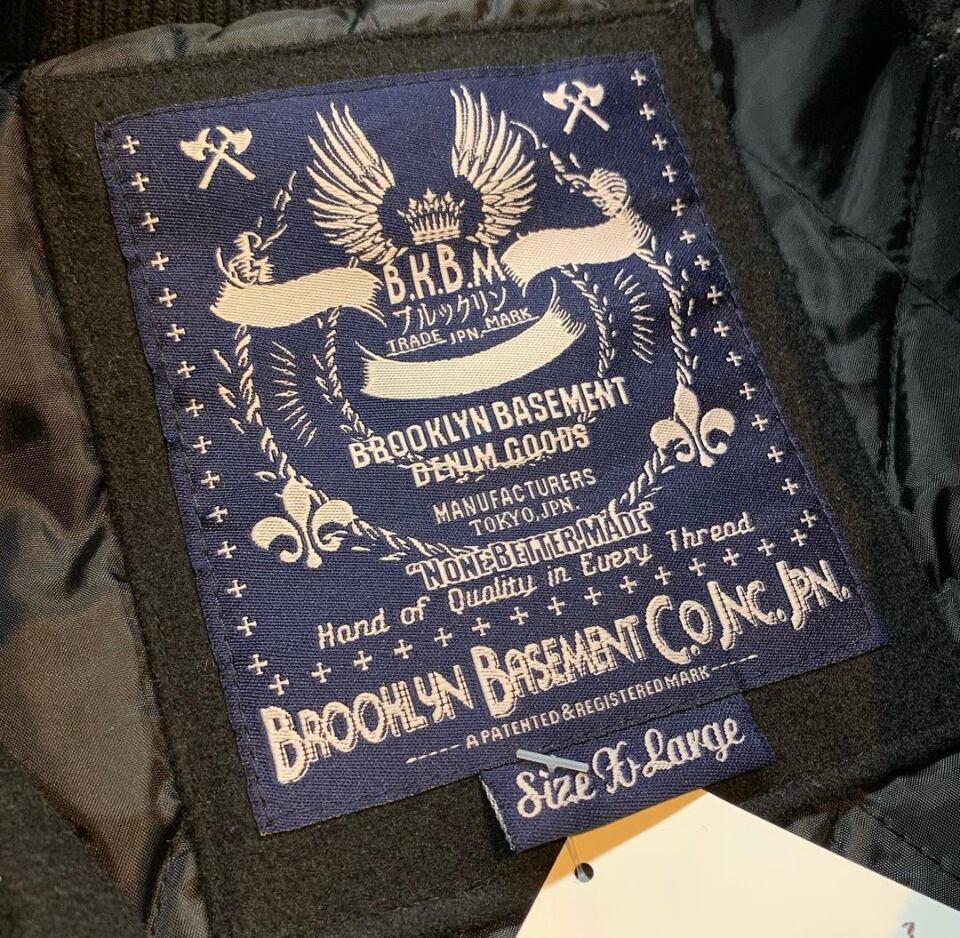 B.K.B.M
ブルックリン
TRADE JPN. MARK
BROOKLYN BASEMENT
DENIM GOODS
MANUFACTURERS
TOKYO, JPN.
"NONE BETTER MADE"
Hand of Quality in Every Thread
BROOKLYN BASEMENT C.O INC. JPN.
----- A PATENTED & REGISTERED MARK -----
Size X-Large